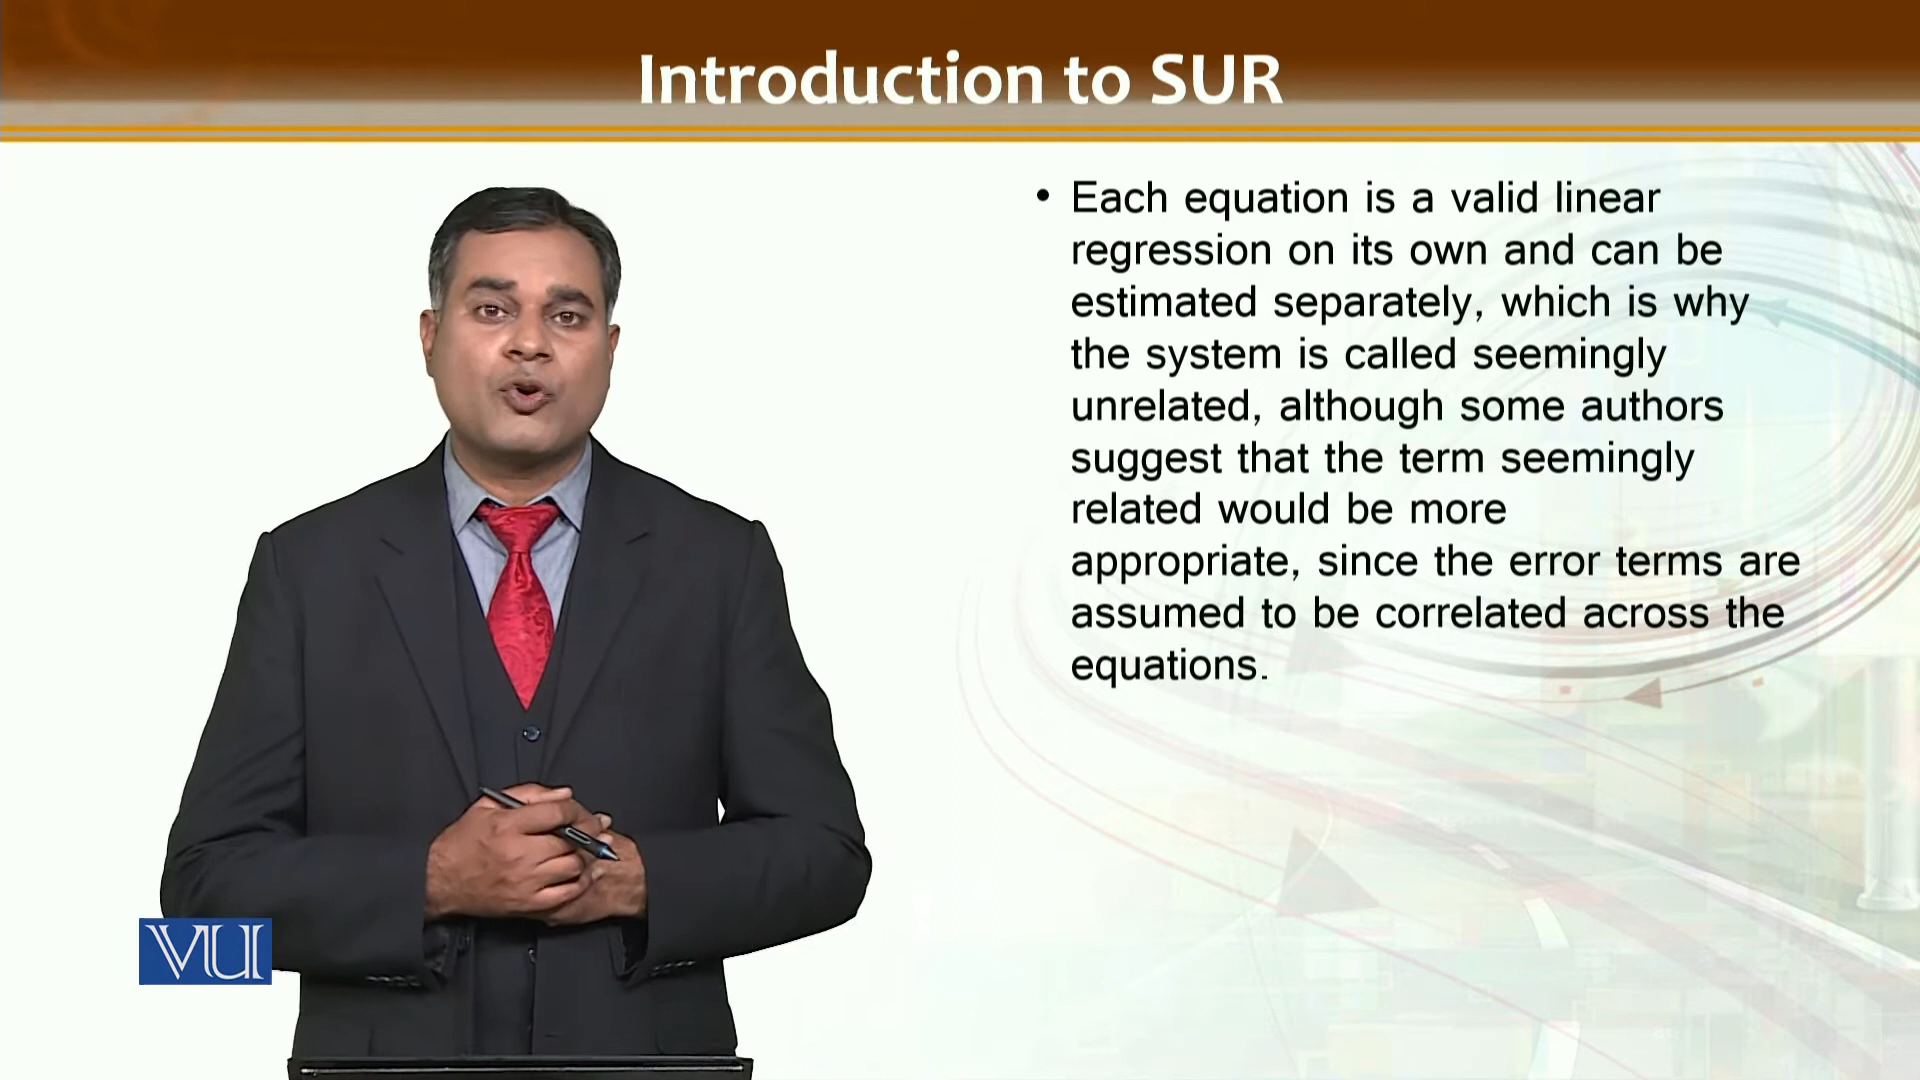 Introduction to SUR
• Each equation is a valid linear
regression on its own and can be
estimated separately, which is why
the system is called seemingly
unrelated, although some authors
suggest that the term seemingly
related would be more
appropriate, since the error terms are
assumed to be correlated across the
equations.
VU